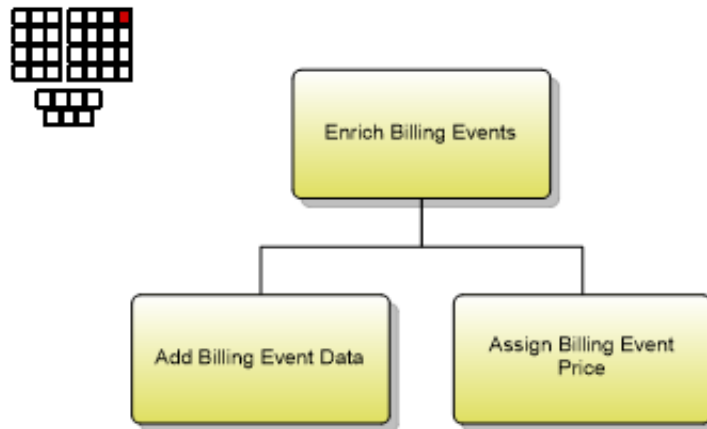 Enrich Billing Events
Add Billing Event Data
Assign Billing Event
Price